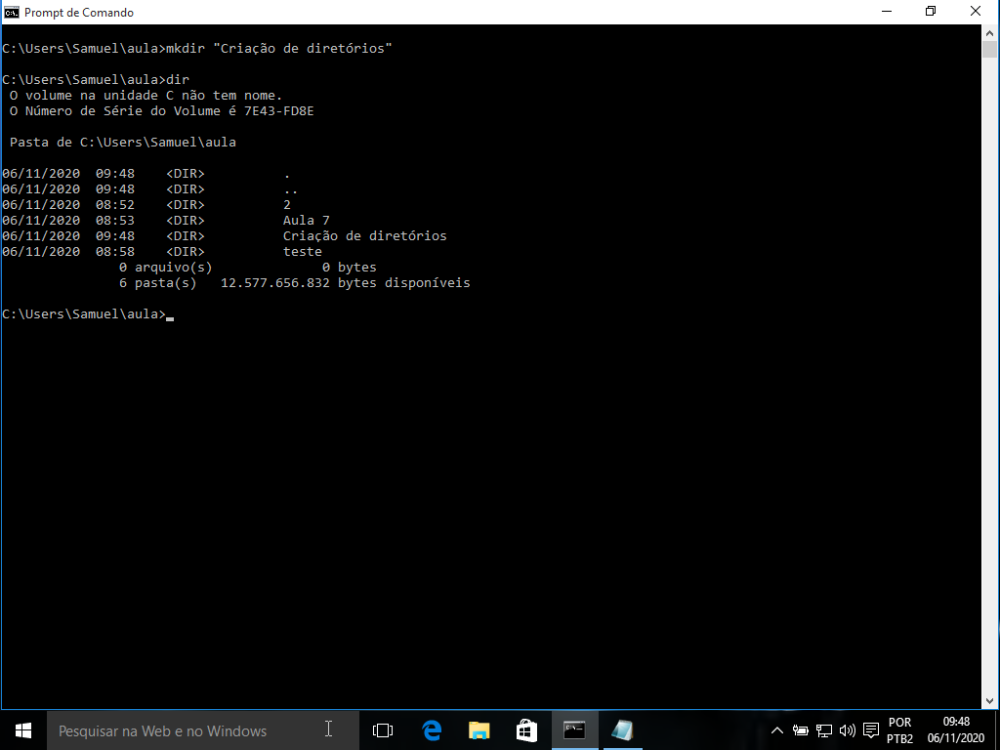 Prompt de Comando
C:\Users\Samuel\aula>mkdir "Criação de diretórios"
C:\Users\Samuel\aula>dir
O volume na unidade C não tem nome.
O Número de Série do Volume é 7E43-FD8E
Pasta de C:\Users\Samuel\aula
06/11/2020  09:48    <DIR>          .
06/11/2020  09:48    <DIR>          ..
06/11/2020  08:52    <DIR>          2
06/11/2020  08:53    <DIR>          Aula 7
06/11/2020  09:48    <DIR>          Criação de diretórios
06/11/2020  08:58    <DIR>          teste
0 arquivo(s)              0 bytes
6 pasta(s)   12.577.656.832 bytes disponíveis
C:\Users\Samuel\aula>
Pesquisar na Web e no Windows
POR
PTB2
09:48
06/11/2020